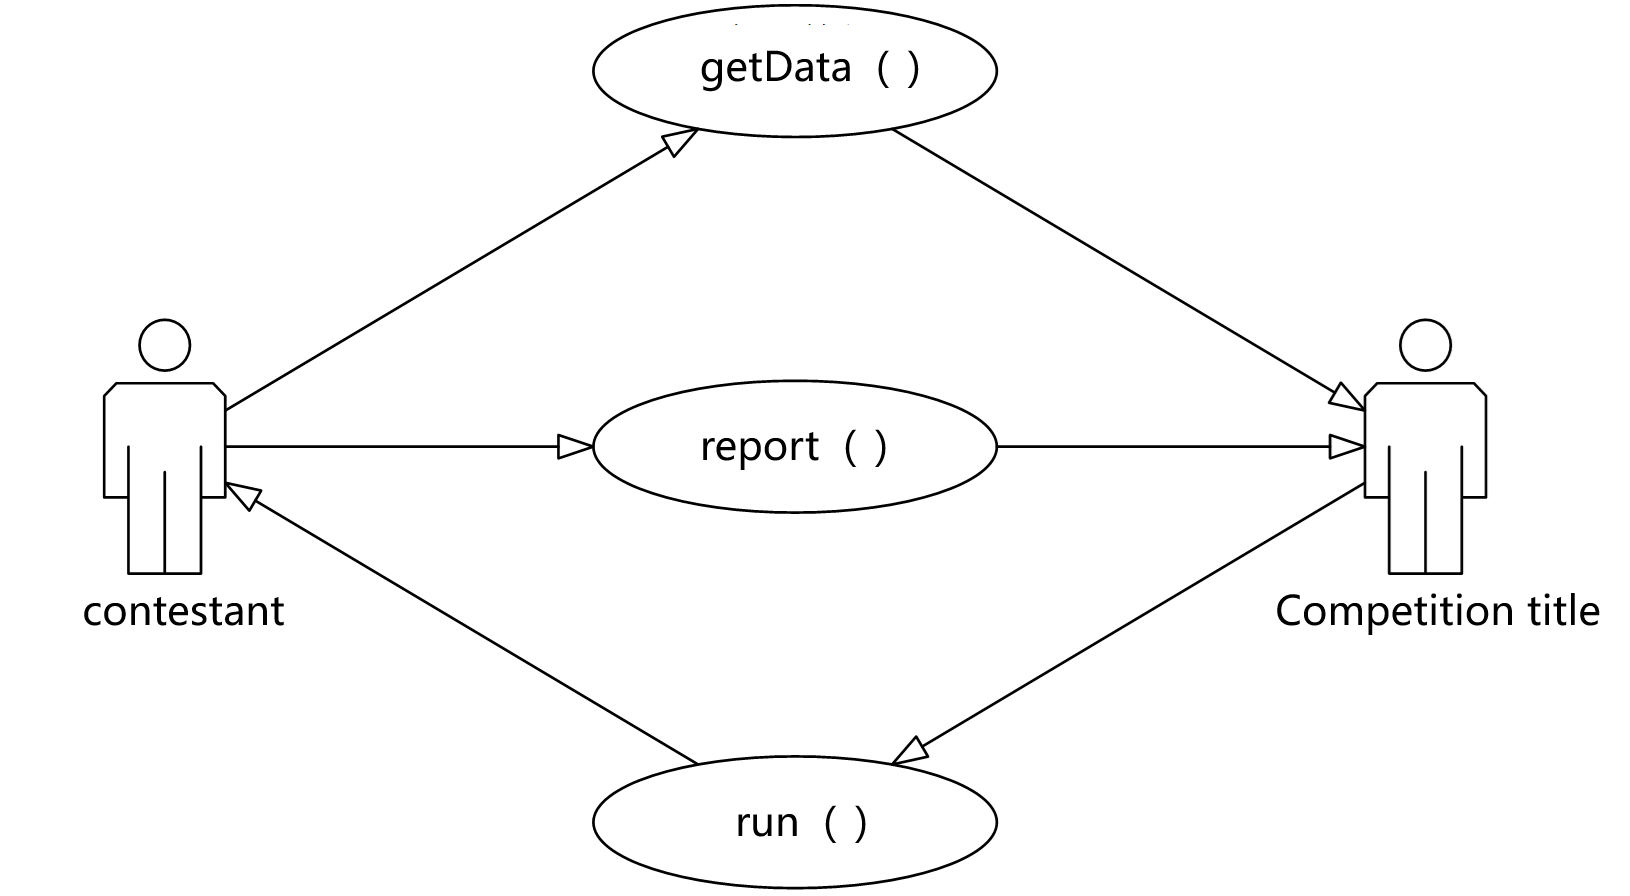 getData ( )
report ( )
contestant
Competition title
run ( )